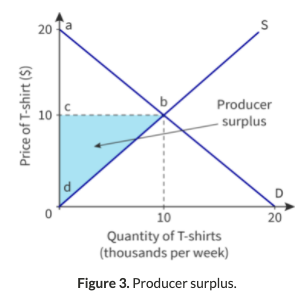 Price of T-shirt ($)
20
a
S
c
b
10
Producer
surplus
d
D
0
10
20
Quantity of T-shirts
(thousands per week)
Figure 3. Producer surplus.